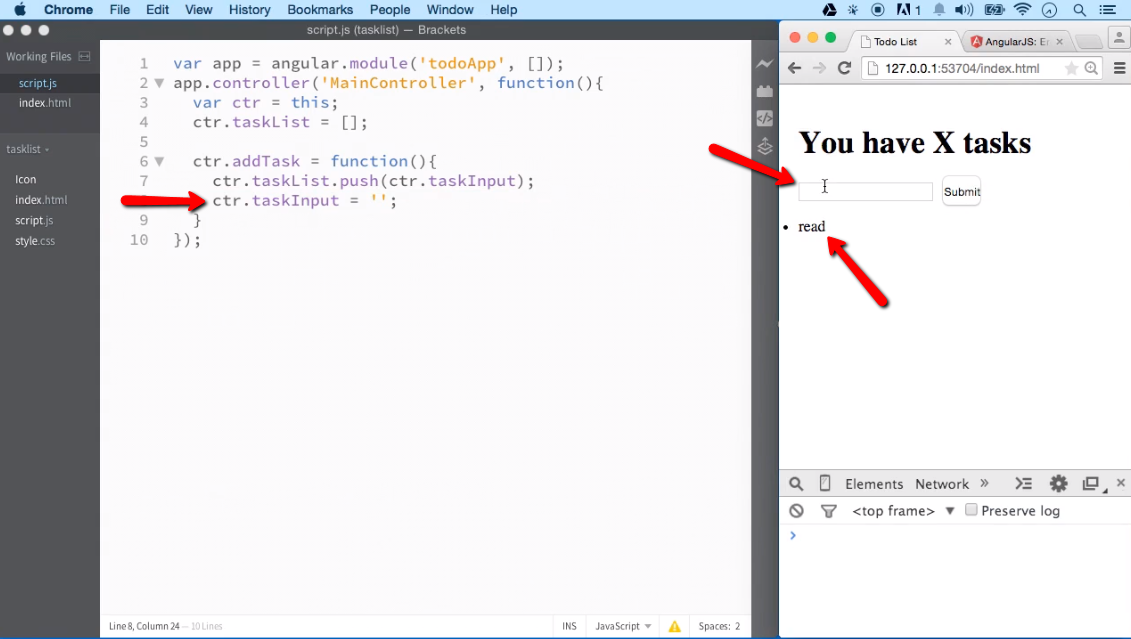 Chrome File Edit View History Bookmarks People Window Help
1
script.js (tasklist) — Brackets
Working Files
script.js
index.html
tasklist
Icon
index.html
script.js
style.css
1 var app = angular.module('todoApp', []);
2 app.controller('MainController', function(){
3 var ctr = this;
4 ctr.taskList = [];
5
6 ctr.addTask = function(){
7 ctr.taskList.push(ctr.taskInput);
ctr.taskInput = '';
9 }
10 });
Line 8, Column 24 — 10 Lines
INS JavaScript Spaces: 2
Todo List AngularJS: Er
127.0.0.1:53704/index.html
You have X tasks
Submit
read
Elements Network »
<top frame> Preserve log